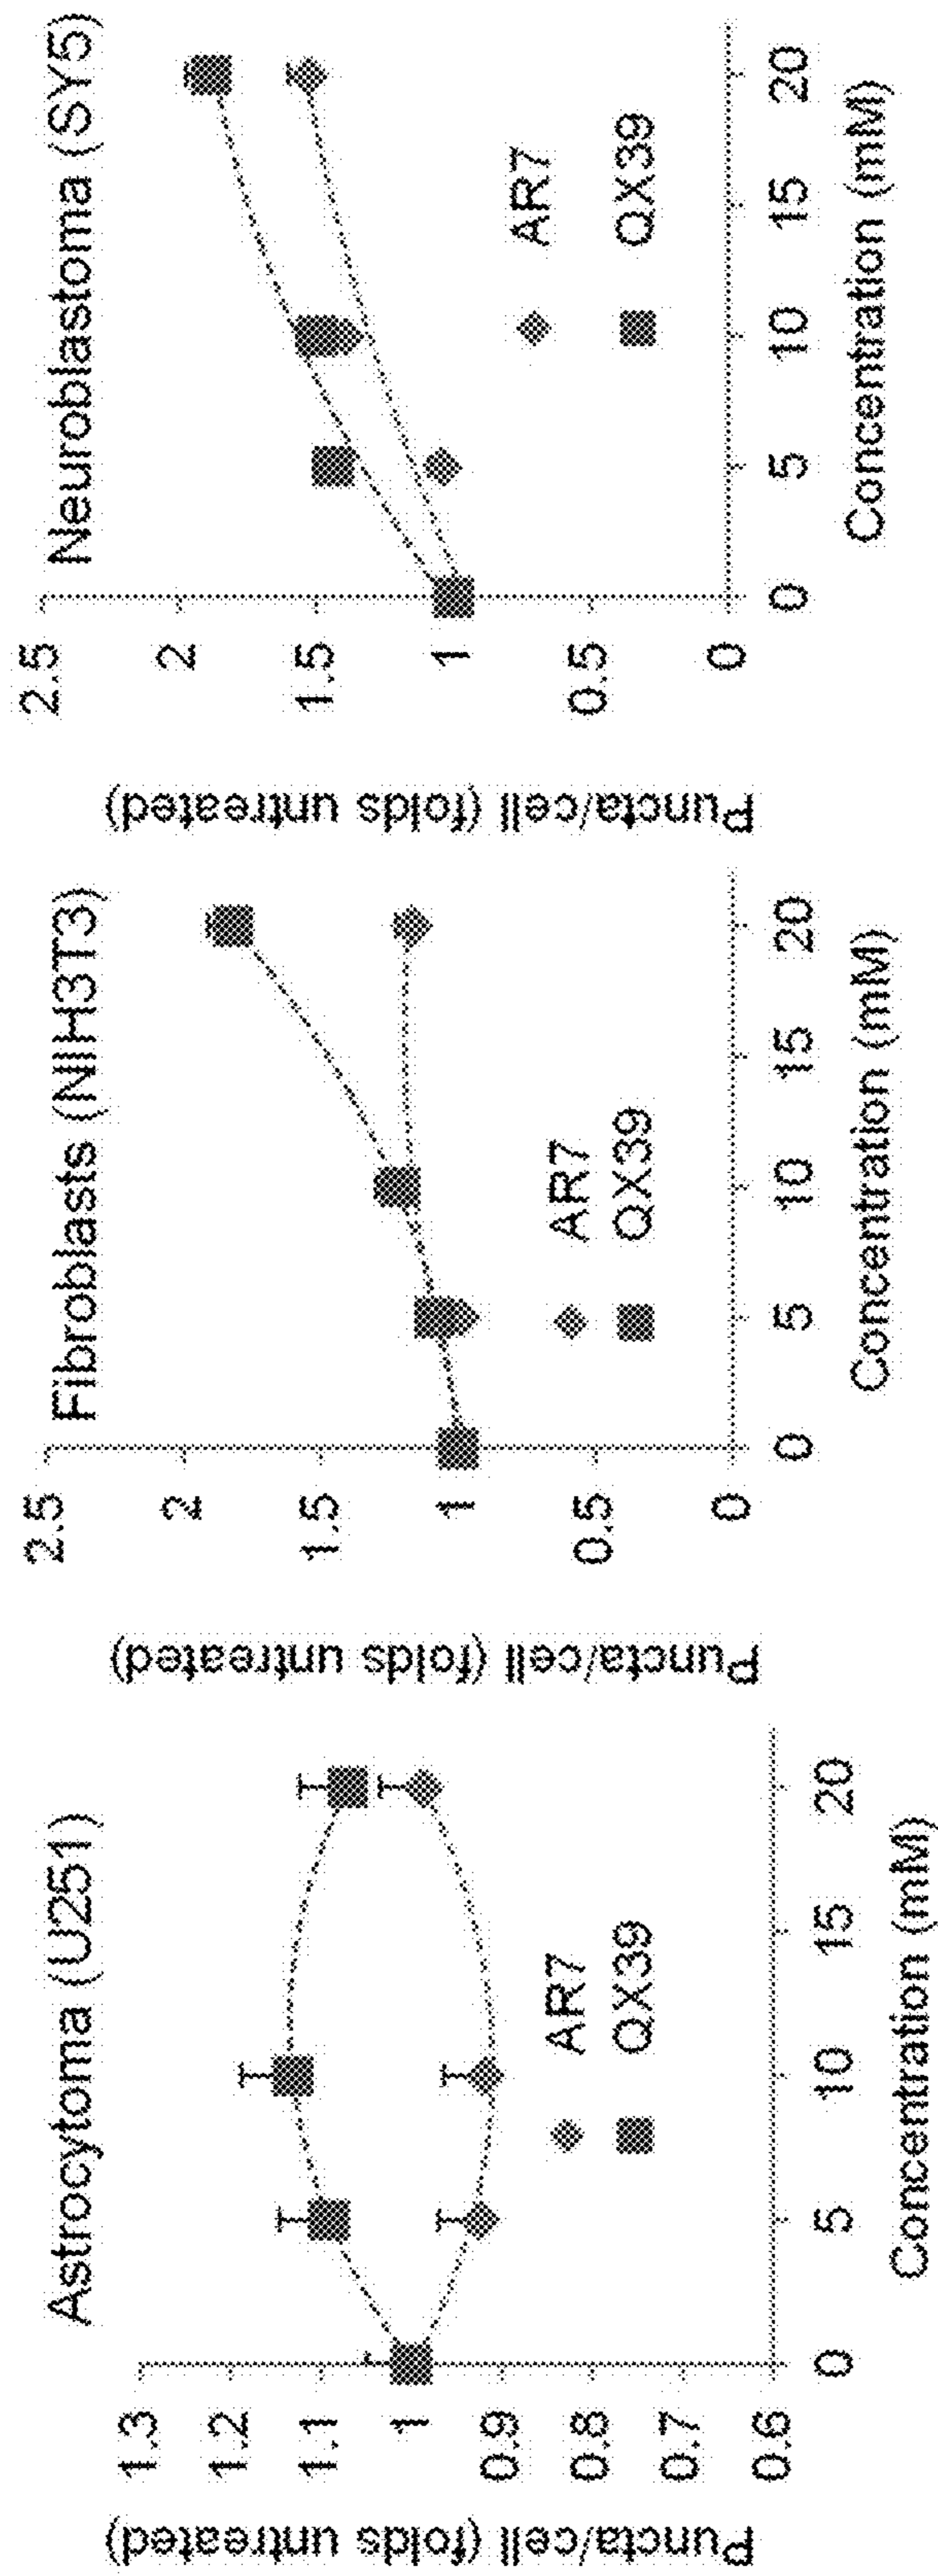 Astrocytoma (U251)
Puncta/cell (folds untreated)
1.3
1.2
1.1
1
0.9
0.8
0.7
0.6
AR7
QX39
0 5 10 15 20
Concentration (mM)
Fibroblasts (NIH3T3)
Puncta/cell (folds untreated)
2.5
2
1.5
1
0.5
0
AR7
QX39
0 5 10 15 20
Concentration (mM)
Neuroblastoma (SY5)
Puncta/cell (folds untreated)
2.5
2
1.5
1
0.5
0
AR7
QX39
0 5 10 15 20
Concentration (mM)